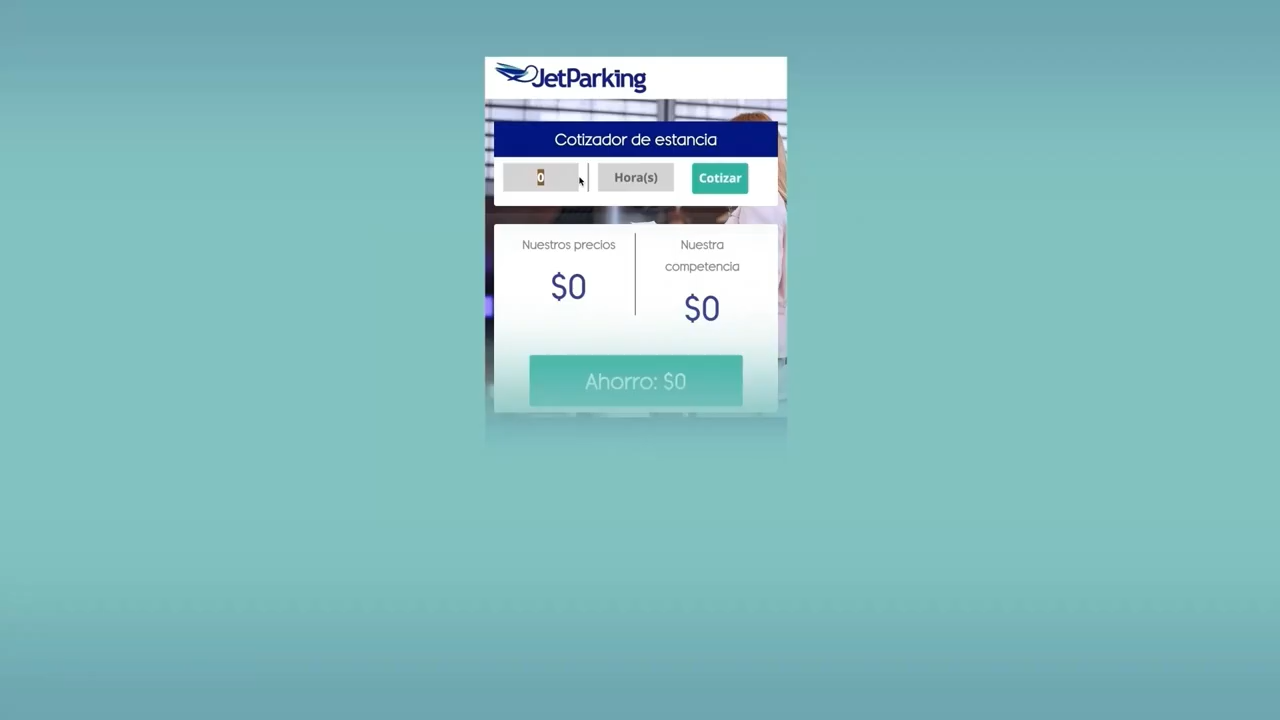 JetParking
Cotizador de estancia
0 Hora(s) Cotizar
Nuestros precios
$0
Nuestra
competencia
$0
Ahorro: $0